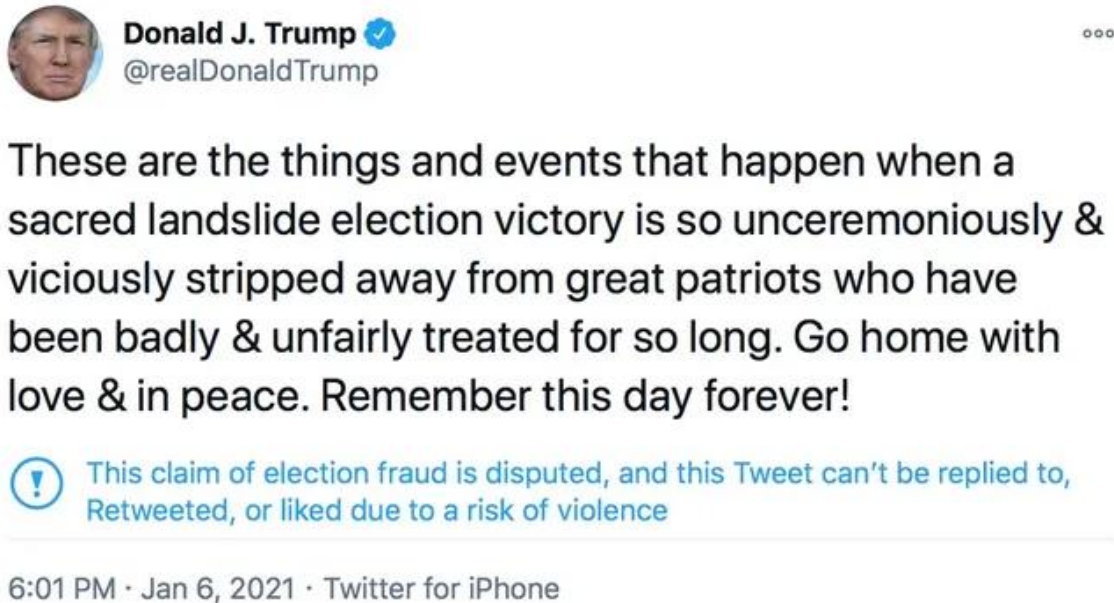 Donald J. Trump
@realDonaldTrump
These are the things and events that happen when a
sacred landslide election victory is so unceremoniously &
viciously stripped away from great patriots who have
been badly & unfairly treated for so long. Go home with
love & in peace. Remember this day forever!
This claim of election fraud is disputed, and this Tweet can’t be replied to,
Retweeted, or liked due to a risk of violence
6:01 PM · Jan 6, 2021 · Twitter for iPhone